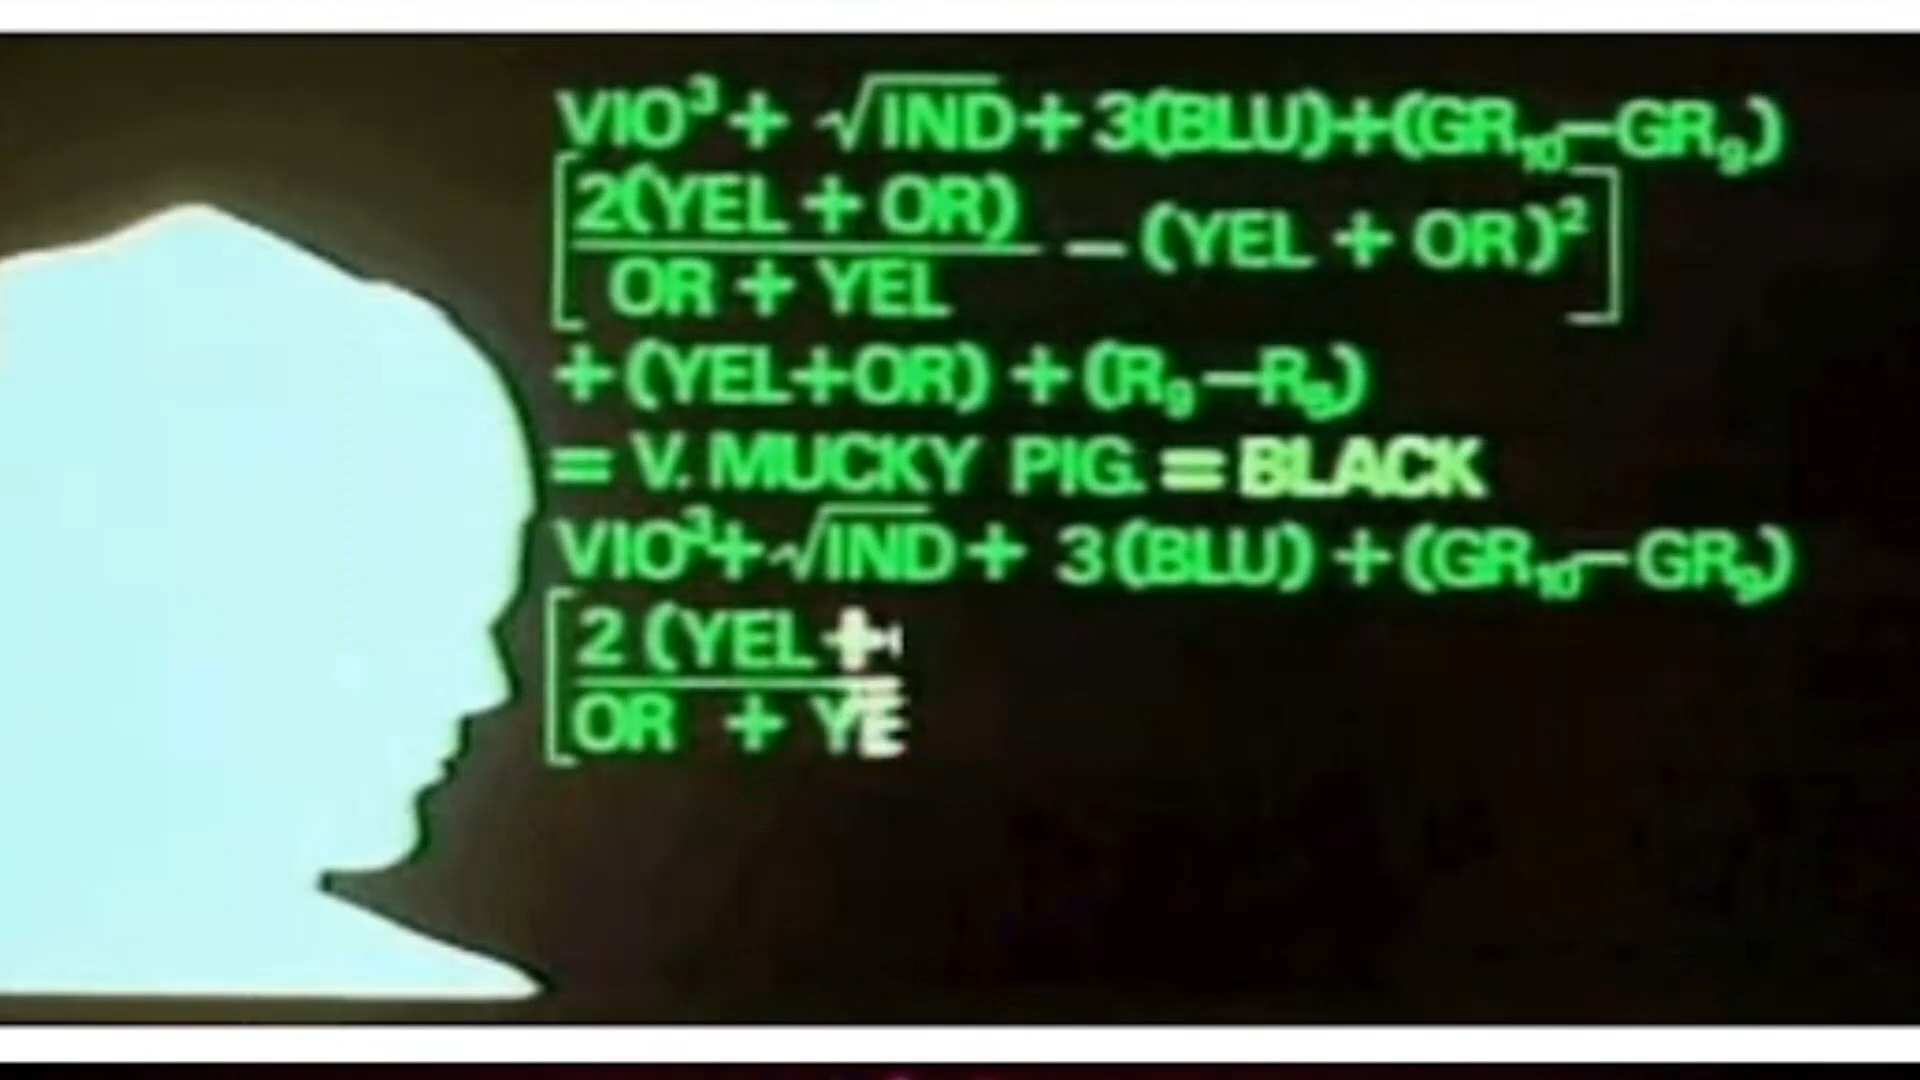 VIO³ + √IND + 3(BLU) + (GR₁₀ – GR₉)
[2(YEL + OR) / OR + YEL – (YEL + OR)²]
+ (YEL + OR) + (R₉ – R₈)
= V. MUCKY PIG. = BLACK
VIO³ + √IND + 3(BLU) + (GR₁₀ – GR₉)
[2(YEL +
OR + YE